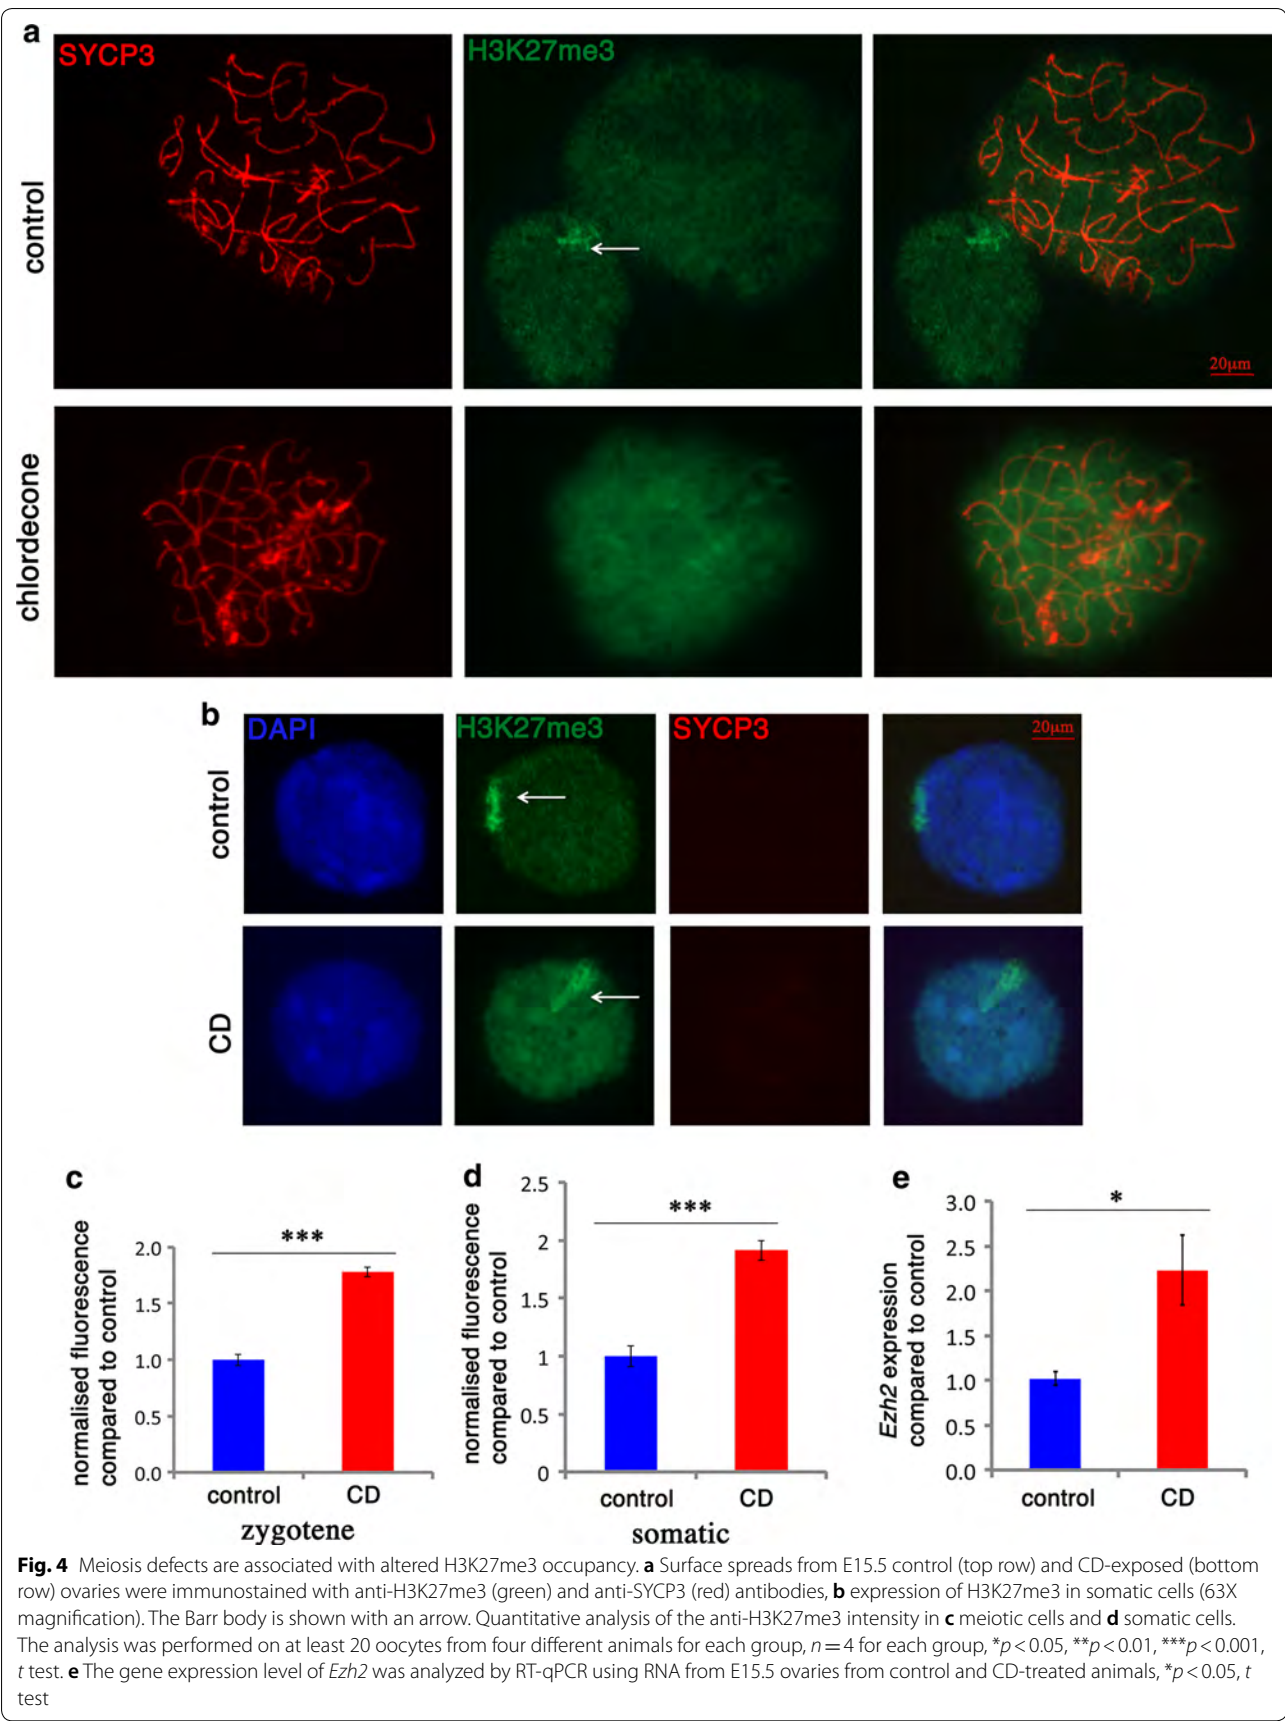 a
SYCP3
H3K27me3
control
20μm
chlordecone
b
DAPI
H3K27me3
SYCP3
20μm
control
CD
c
normalised fluorescence
compared to control
2.0
1.5
1.0
0.5
0.0
***
control
CD
zygotene
d
normalised fluorescence
compared to control
2.5
2
1.5
1
0.5
0
***
control
CD
somatic
e
Ezh2 expression
compared to control
3.0
2.5
2.0
1.5
1.0
0.5
0.0
*
control
CD
Fig. 4 Meiosis defects are associated with altered H3K27me3 occupancy. a Surface spreads from E15.5 control (top row) and CD-exposed (bottom
row) ovaries were immunostained with anti-H3K27me3 (green) and anti-SYCP3 (red) antibodies, b expression of H3K27me3 in somatic cells (63X
magnification). The Barr body is shown with an arrow. Quantitative analysis of the anti-H3K27me3 intensity in c meiotic cells and d somatic cells.
The analysis was performed on at least 20 oocytes from four different animals for each group, n = 4 for each group, *p < 0.05, **p < 0.01, ***p < 0.001,
t test. e The gene expression level of Ezh2 was analyzed by RT-qPCR using RNA from E15.5 ovaries from control and CD-treated animals, *p < 0.05, t
test